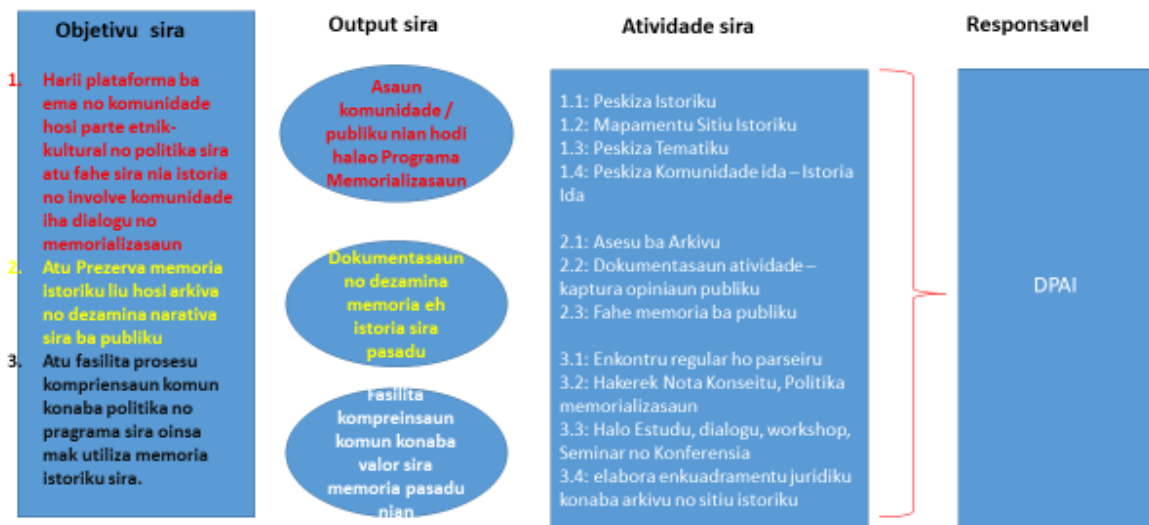 Objetivu sira
1. Harii plataforma ba
ema no komunidade
hosi parte etnik-
kultural no politika sira
atu fahe sira nia istoria
no involve komunidade
iha dialogu no
memorializasaun
2. Atu Prezerva memoria
istoriku liu hosi arkiva
no dezamina narativa
sira ba publiku
3. Atu fasilita prosesu
kompriensaun komun
konaba politika no
pragrama sira oinsa
mak utiliza memoria
istoriku sira.
Output sira
Asaun
komunidade /
publiku nian hodi
halao Programa
Memorializasaun
Dokumentasaun
no dezamina
memoria eh
istoria sira
pasadu
Fasilita
kompreinsaun
komun konaba
valor sira
memoria pasadu
nian
Atividade sira
1.1: Peskiza Istoriku
1.2: Mapamentu Sitiu Istoriku
1.3: Peskiza Tematiku
1.4: Peskiza Komunidade ida – Istoria
Ida
2.1: Asesu ba Arkivu
2.2: Dokumentasaun atividade –
kaptura opiniaun publiku
2.3: Fahe memoria ba publiku
3.1: Enkontru regular ho parseiru
3.2: Hakerek Nota Konseitu, Politika
memorializasaun
3.3: Halo Estudu, dialogu, workshop,
Seminar no Konferensia
3.4: elabora enkuadramentu juridiku
konaba arkivu no sitiu istoriku
Responsavel
DPAI